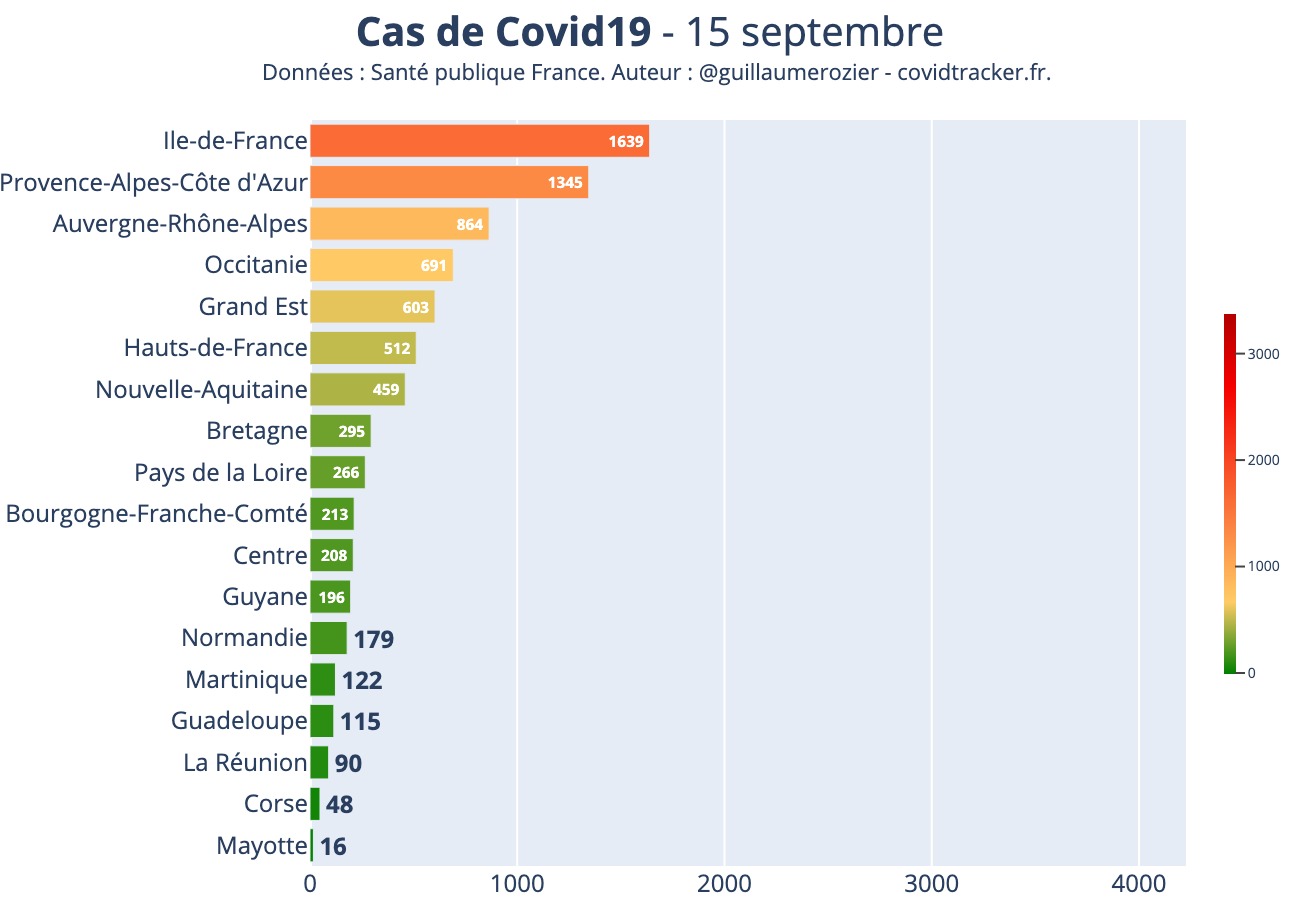 Cas de Covid19 - 15 septembre
Données : Santé publique France. Auteur : @guillaumerozier - covidtracker.fr.
Ile-de-France 1639
Provence-Alpes-Côte d'Azur 1345
Auvergne-Rhône-Alpes 864
Occitanie 691
Grand Est 603
Hauts-de-France 512
Nouvelle-Aquitaine 459
Bretagne 295
Pays de la Loire 266
Bourgogne-Franche-Comté 213
Centre 208
Guyane 196
Normandie 179
Martinique 122
Guadeloupe 115
La Réunion 90
Corse 48
Mayotte 16
0 1000 2000 3000 4000
3000
2000
1000
0